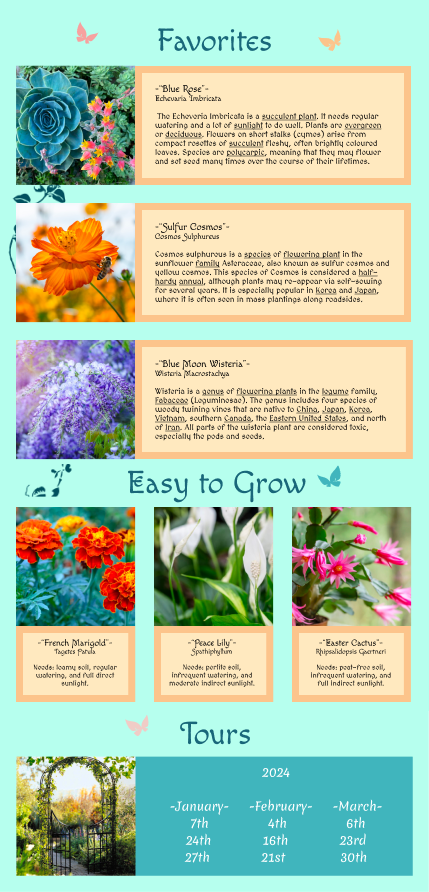 Favorites
-"Blue Rose"-
Echevaria Imbricata
The Echeveria Imbricata is a succulent plant. It needs regular
watering and a lot of sunlight to do well. Plants are evergreen
or deciduous. Flowers on short stalks (cymes) arise from
compact rosettes of succulent fleshy, often brightly coloured
leaves. Species are polycarpic, meaning that they may flower
and set seed many times over the course of their lifetimes.
-"Sulfur Cosmos"-
Cosmos Sulphureus
Cosmos sulphureus is a species of flowering plant in the
sunflower family Asteraceae, also known as sulfur cosmos and
yellow cosmos. This species of Cosmos is considered a half-
hardy annual, although plants may re-appear via self-sowing
for several years. It is especially popular in Korea and Japan,
where it is often seen in mass plantings along roadsides.
-"Blue Moon Wisteria"-
Wisteria Macrostachya
Wisteria is a genus of flowering plants in the legume family,
Fabaceae (Leguminosae). The genus includes four species of
woody twining vines that are native to China, Japan, Korea,
Vietnam, southern Canada, the Eastern United States, and north
of Iran. All parts of the wisteria plant are considered toxic,
especially the pods and seeds.
Easy to Grow
-"French Marigold"-
Tagetes Patula
Needs: loamy soil, regular
watering, and full direct
sunlight.
-"Peace Lily"-
Spathiphyllum
Needs: perlite soil,
infrequent watering, and
moderate indirect sunlight.
-"Easter Cactus"-
Rhipsalidopsis Gaertneri
Needs: peat-free soil,
infrequent watering, and
full indirect sunlight.
Tours
2024
-January- -February- -March-
7th 4th 6th
24th 16th 23rd
27th 21st 30th